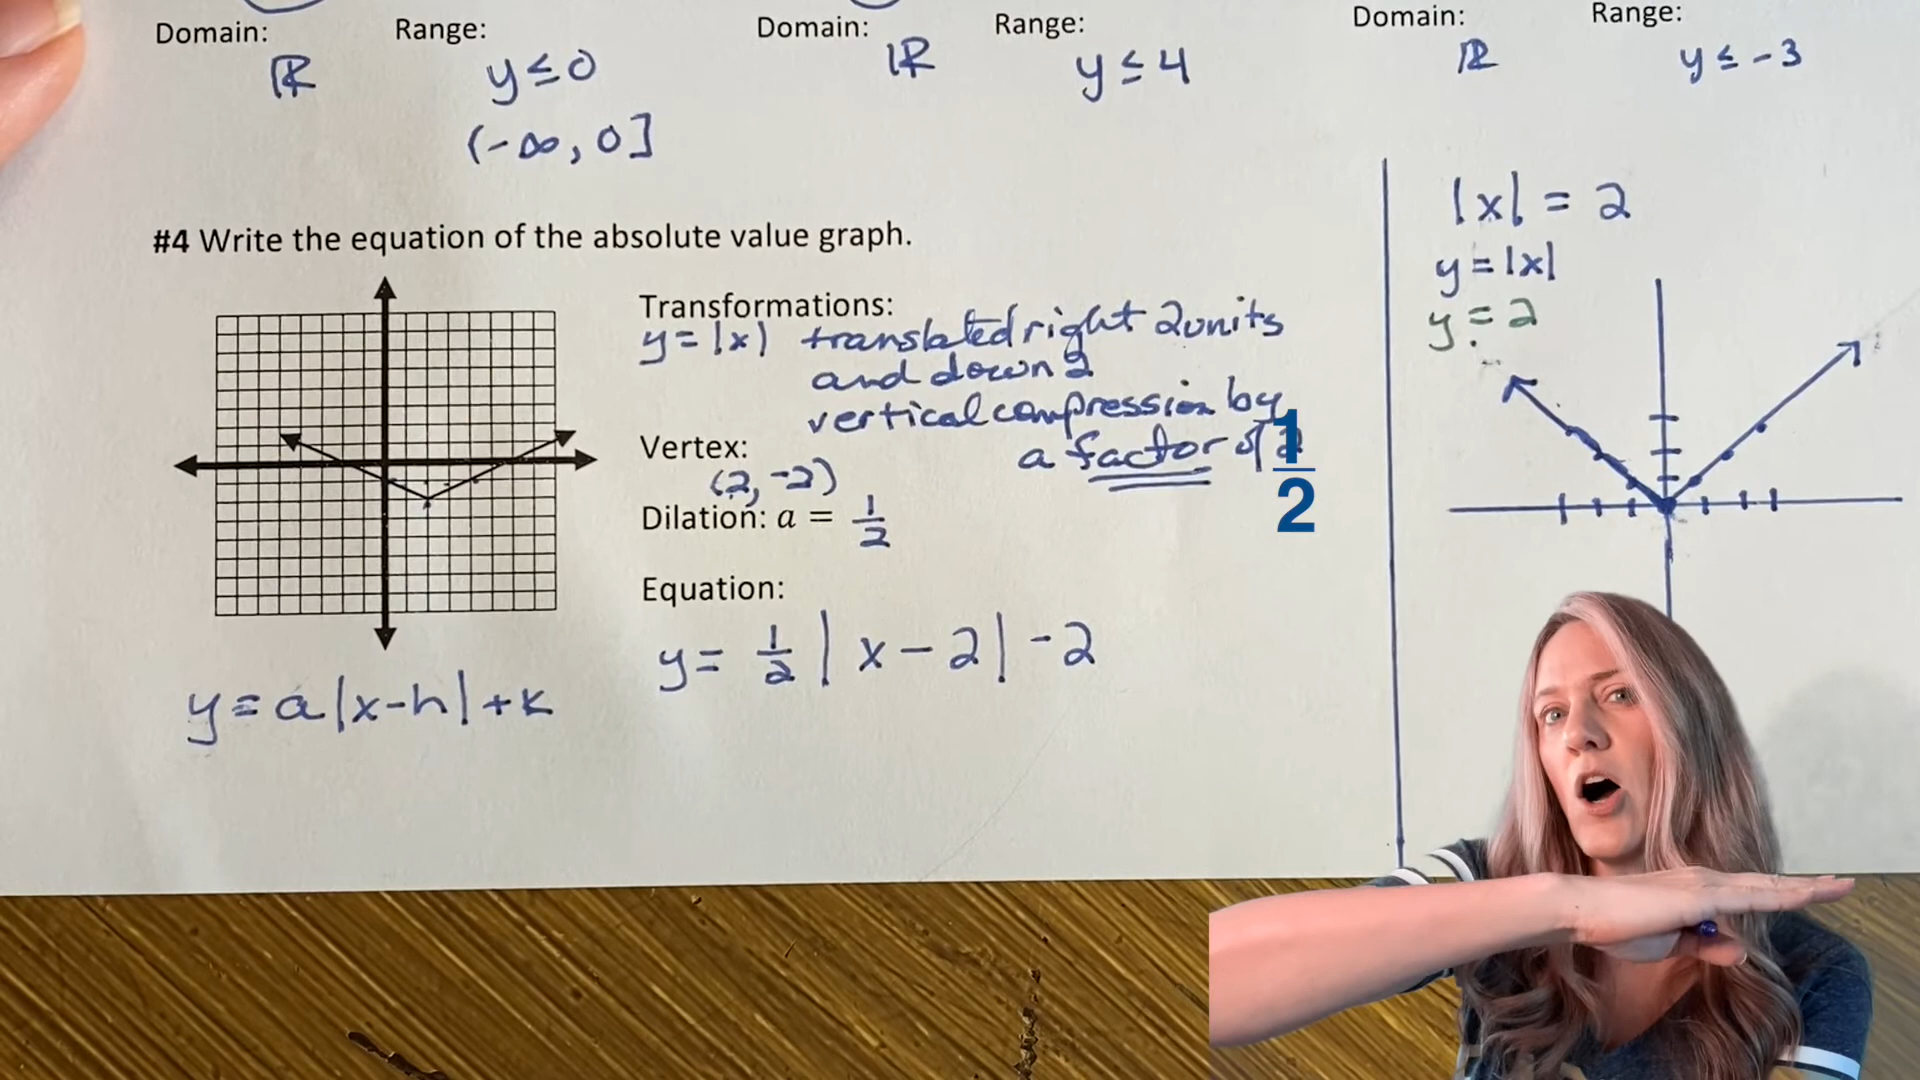 Domain: Range: Domain: Range: Domain: Range:
ℝ y ≤ 0 ℝ y ≤ 4 ℝ y ≤ -3
(-∞, 0]
#4 Write the equation of the absolute value graph.
Transformations:
y = |x| translated right 2 units
and down 2
vertical compression by
a factor of 1/2
Vertex:
(2, -2)
Dilation: a = 1/2
Equation:
y = 1/2 | x - 2 | - 2
y = a|x-h| + k
|x| = 2
y = |x|
y = 2